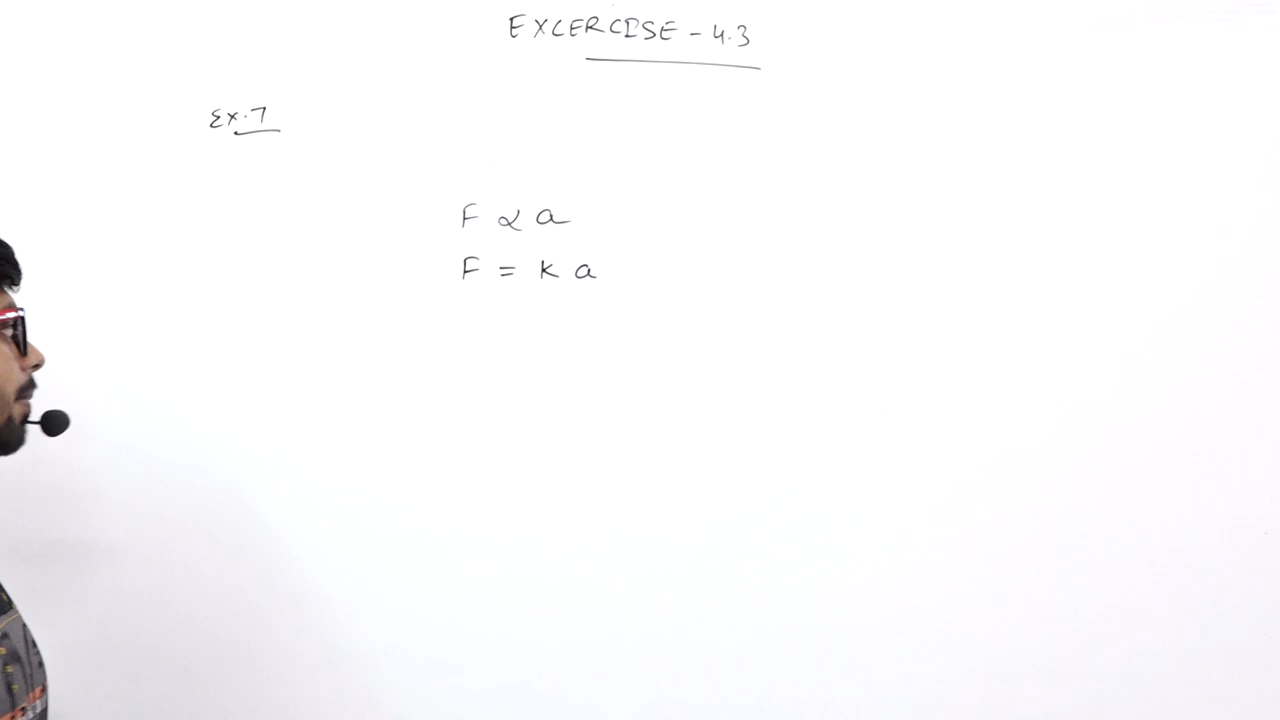 EXCERCISE - 4.3
Ex.7
F ∝ a
F = K a